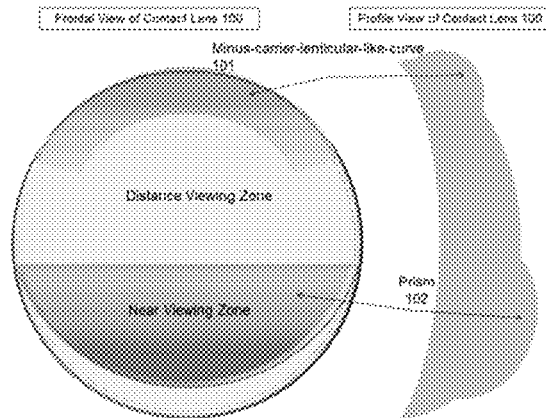 Frontal View of Contact Lens 100
Profile View of Contact Lens 100
Minus-carrier-lenticular-like-curve
101
Distance Viewing Zone
Prism
102
Near Viewing Zone